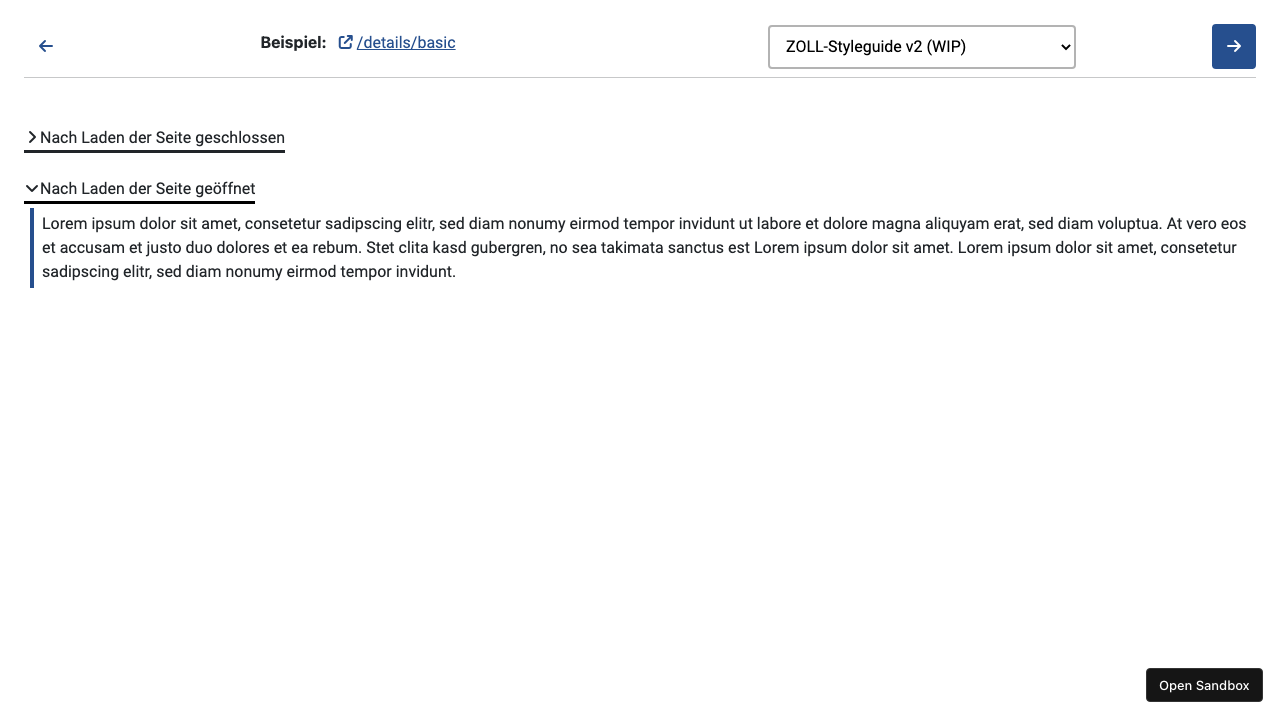 Beispiel: /details/basic
ZOLL-Styleguide v2 (WIP)
Nach Laden der Seite geschlossen
Nach Laden der Seite geöffnet
Lorem ipsum dolor sit amet, consetetur sadipscing elitr, sed diam nonumy eirmod tempor invidunt ut labore et dolore magna aliquyam erat, sed diam voluptua. At vero eos
et accusam et justo duo dolores et ea rebum. Stet clita kasd gubergren, no sea takimata sanctus est Lorem ipsum dolor sit amet. Lorem ipsum dolor sit amet, consetetur
sadipscing elitr, sed diam nonumy eirmod tempor invidunt.
Open Sandbox